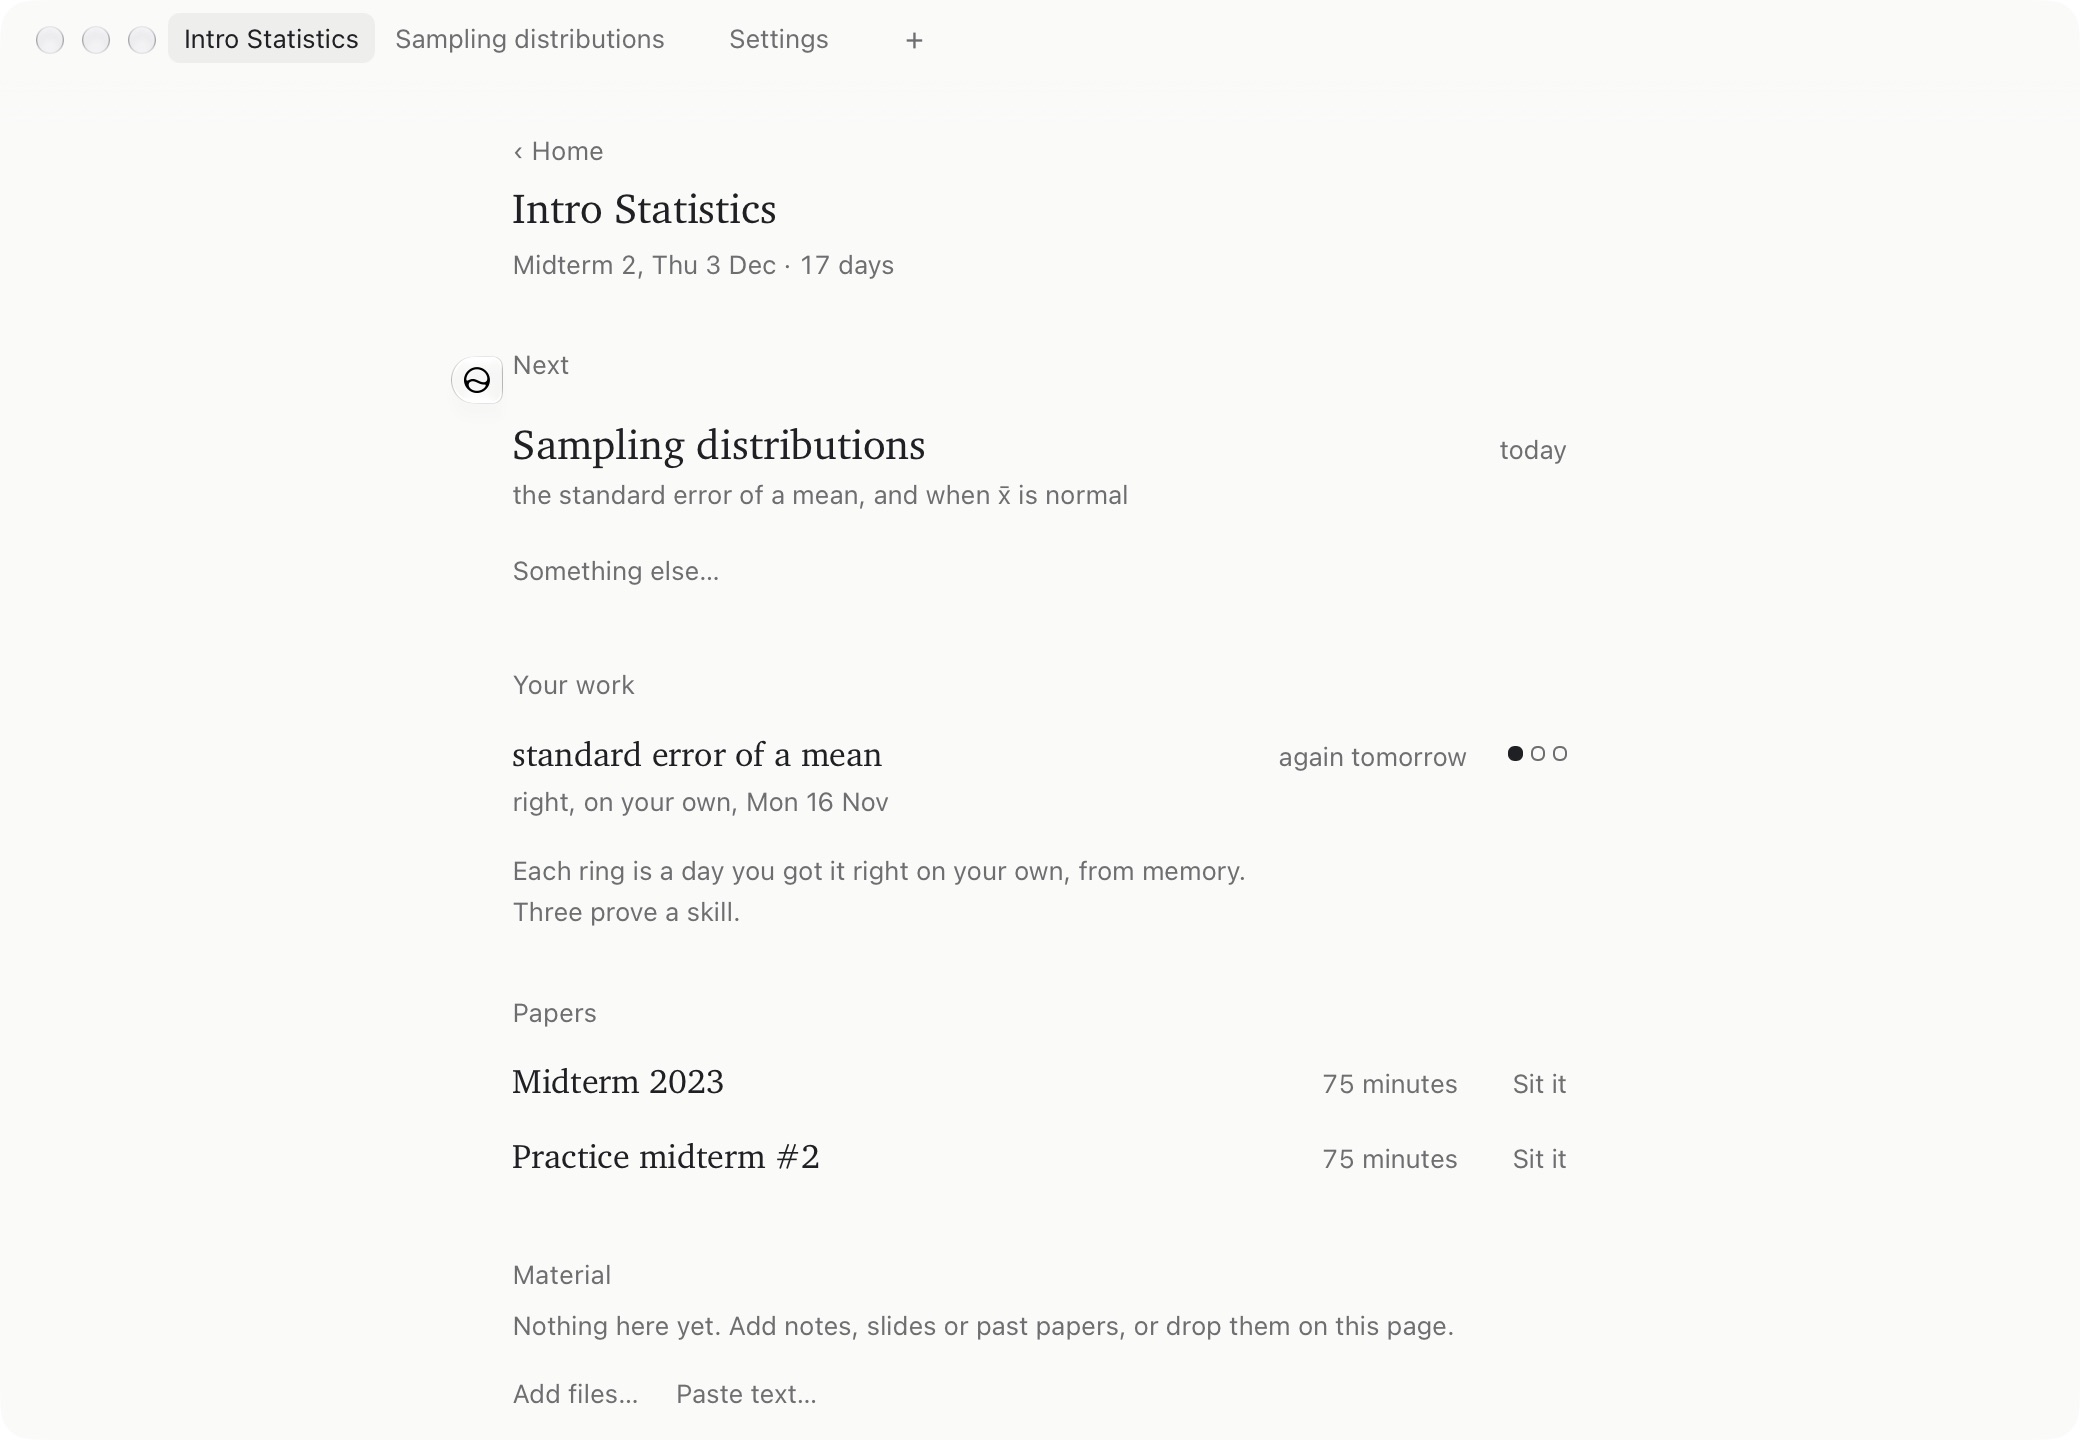 Intro Statistics Sampling distributions Settings +
‹ Home
Intro Statistics
Midterm 2, Thu 3 Dec · 17 days
Next
Sampling distributions today
the standard error of a mean, and when x̄ is normal
Something else...
Your work
standard error of a mean again tomorrow
right, on your own, Mon 16 Nov
Each ring is a day you got it right on your own, from memory.
Three prove a skill.
Papers
Midterm 2023 75 minutes Sit it
Practice midterm #2 75 minutes Sit it
Material
Nothing here yet. Add notes, slides or past papers, or drop them on this page.
Add files... Paste text...